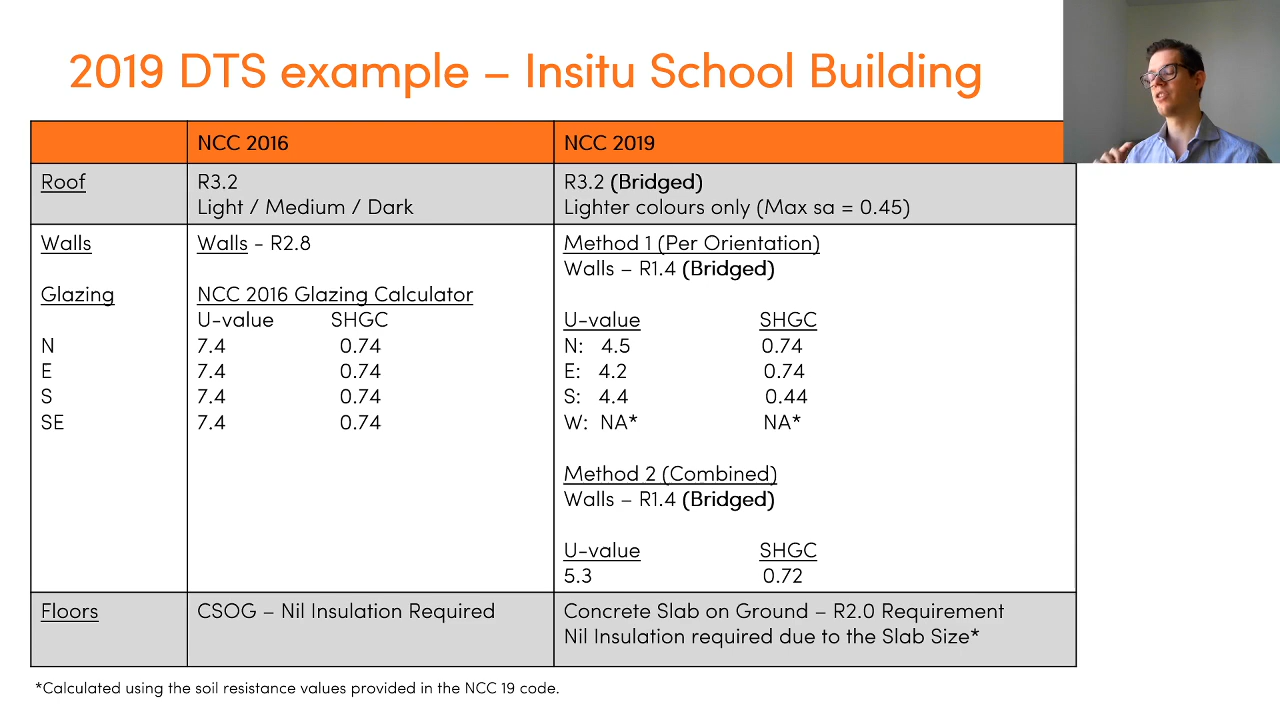 2019 DTS example – Insitu School Building
NCC 2016 NCC 2019
Roof
R3.2
Light / Medium / Dark
R3.2 (Bridged)
Lighter colours only (Max sa = 0.45)
Walls
Glazing
N
E
S
SE
Walls - R2.8
NCC 2016 Glazing Calculator
U-value SHGC
7.4 0.74
7.4 0.74
7.4 0.74
7.4 0.74
Method 1 (Per Orientation)
Walls – R1.4 (Bridged)
U-value SHGC
N: 4.5 0.74
E: 4.2 0.74
S: 4.4 0.44
W: NA* NA*
Method 2 (Combined)
Walls – R1.4 (Bridged)
U-value SHGC
5.3 0.72
Floors
CSOG – Nil Insulation Required
Concrete Slab on Ground – R2.0 Requirement
Nil Insulation required due to the Slab Size*
*Calculated using the soil resistance values provided in the NCC 19 code.